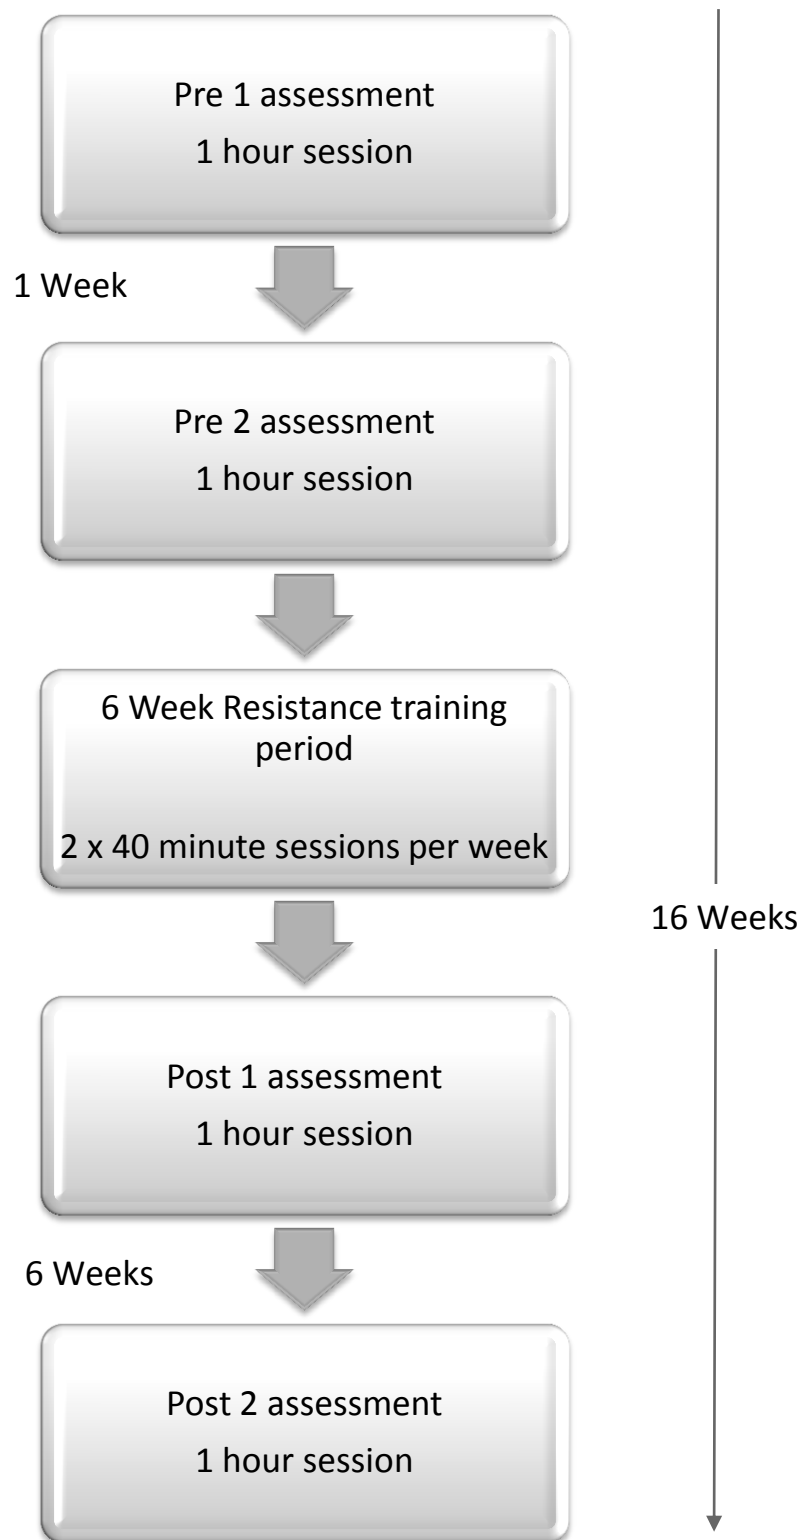 Pre 1 assessment
1 hour session
1 Week
Pre 2 assessment
1 hour session
6 Week Resistance training
period
2 x 40 minute sessions per week
16 Weeks
Post 1 assessment
1 hour session
6 Weeks
Post 2 assessment
1 hour session